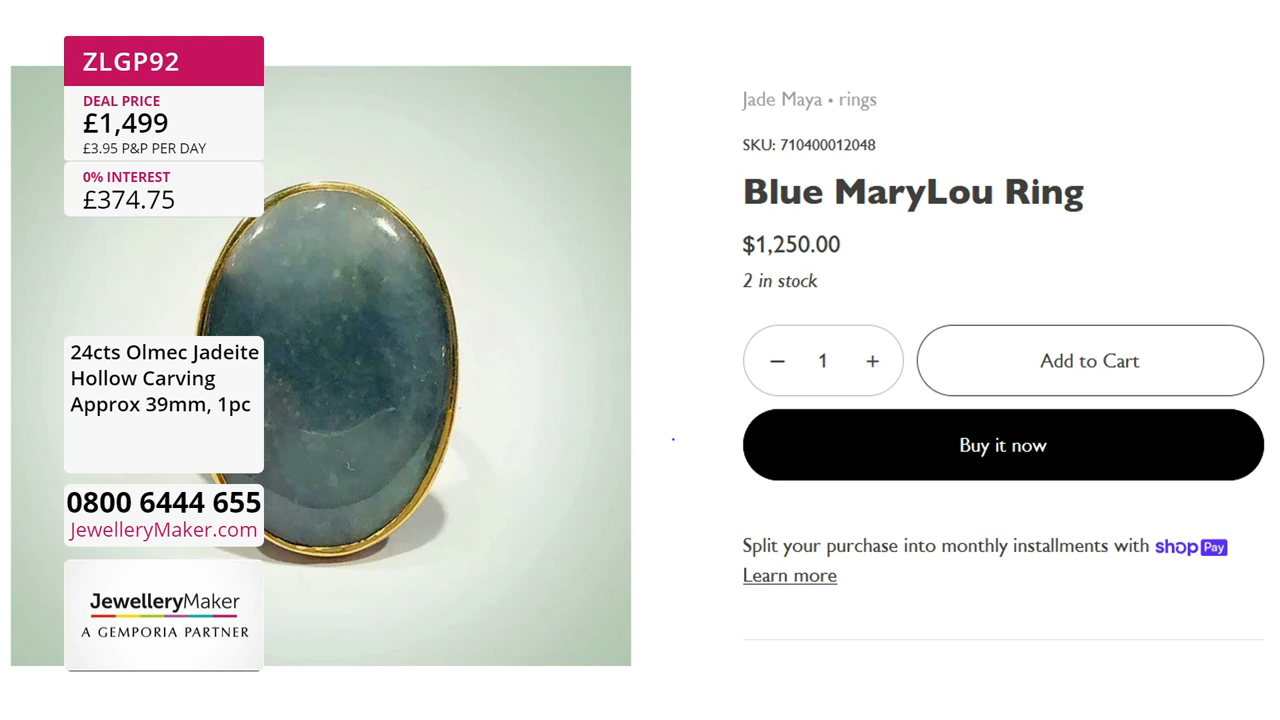 ZLGP92
DEAL PRICE
£1,499
£3.95 P&P PER DAY
0% INTEREST
£374.75
24cts Olmec Jadeite
Hollow Carving
Approx 39mm, 1pc
0800 6444 655
JewelleryMaker.com
JewelleryMaker
A GEMPORIA PARTNER
Jade Maya • rings
SKU: 710400012048
Blue MaryLou Ring
$1,250.00
2 in stock
− 1 +
Add to Cart
Buy it now
Split your purchase into monthly installments with shop Pay
Learn more